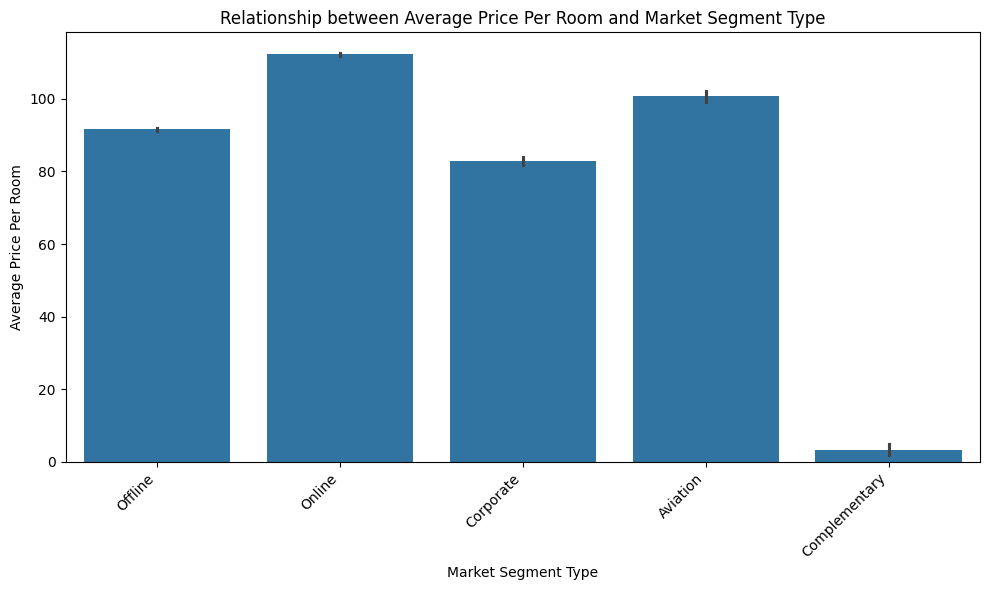 Relationship between Average Price Per Room and Market Segment Type
Average Price Per Room
100
80
60
40
20
0
Offline
Online
Corporate
Aviation
Complementary
Market Segment Type